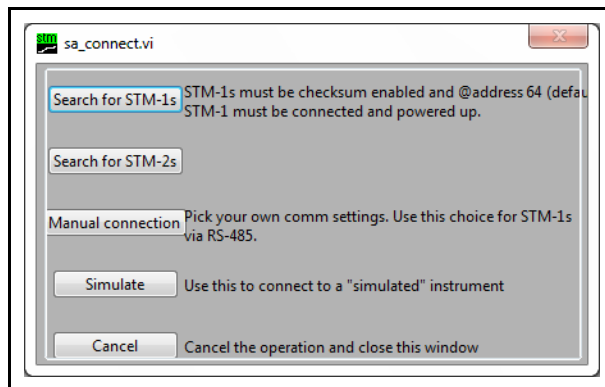 stm
sa_connect.vi
Search for STM-1s
STM-1s must be checksum enabled and @address 64 (defau
STM-1 must be connected and powered up.
Search for STM-2s
Manual connection
Pick your own comm settings. Use this choice for STM-1s
via RS-485.
Simulate
Use this to connect to a "simulated" instrument
Cancel
Cancel the operation and close this window